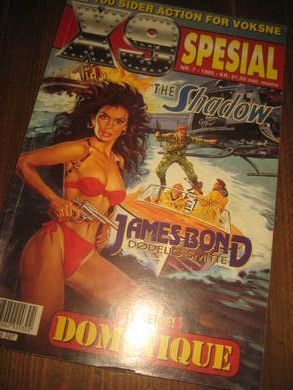 100 SIDER ACTION FOR VOKSNE
X9
SPESIAL
THE Shadow
JAMES BOND
DØDELIG SMITTE
DOMINIQUE